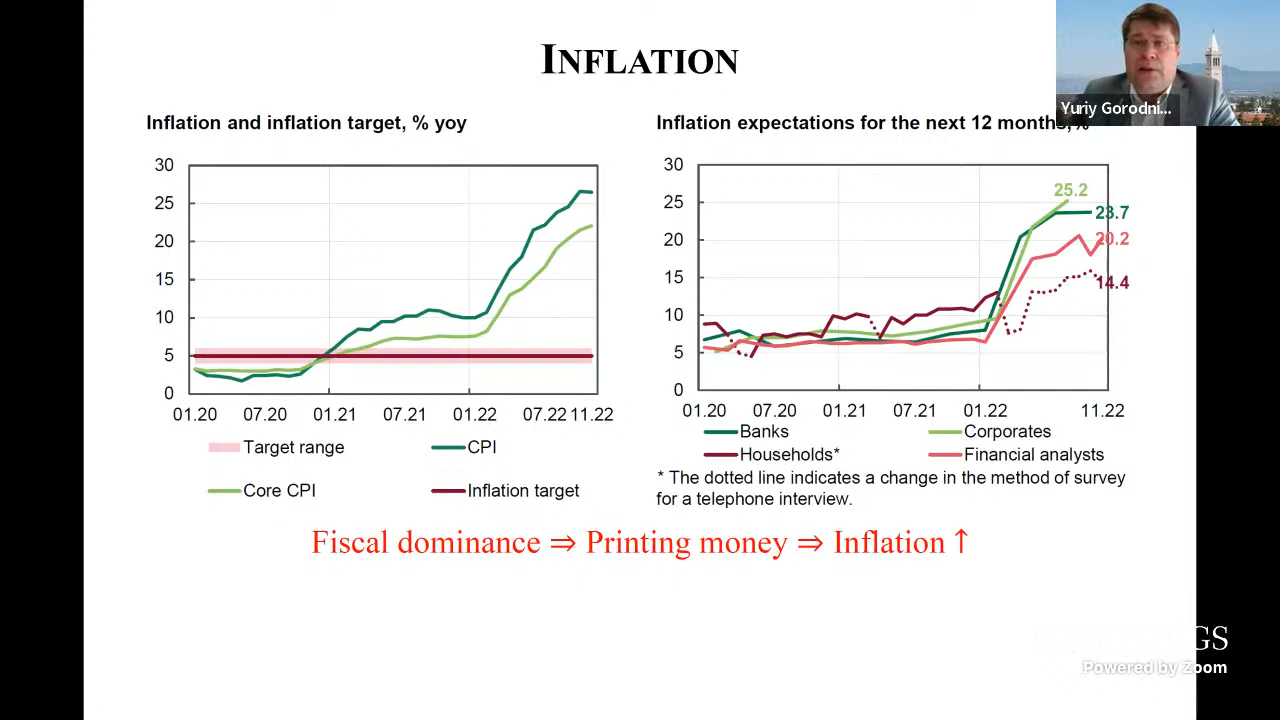 INFLATION
Yuriy Gorodni...
Inflation and inflation target, % yoy
30
25
20
15
10
5
0
01.20 07.20 01.21 07.21 01.22 07.22 11.22
Target range CPI
Core CPI Inflation target
Inflation expectations for the next 12 months, %
30
25
20
15
10
5
0
25.2
23.7
20.2
14.4
01.20 07.20 01.21 07.21 01.22 11.22
Banks Corporates
Households* Financial analysts
* The dotted line indicates a change in the method of survey
for a telephone interview.
Fiscal dominance ⇒ Printing money ⇒ Inflation ↑
GS
Powered by Zoom